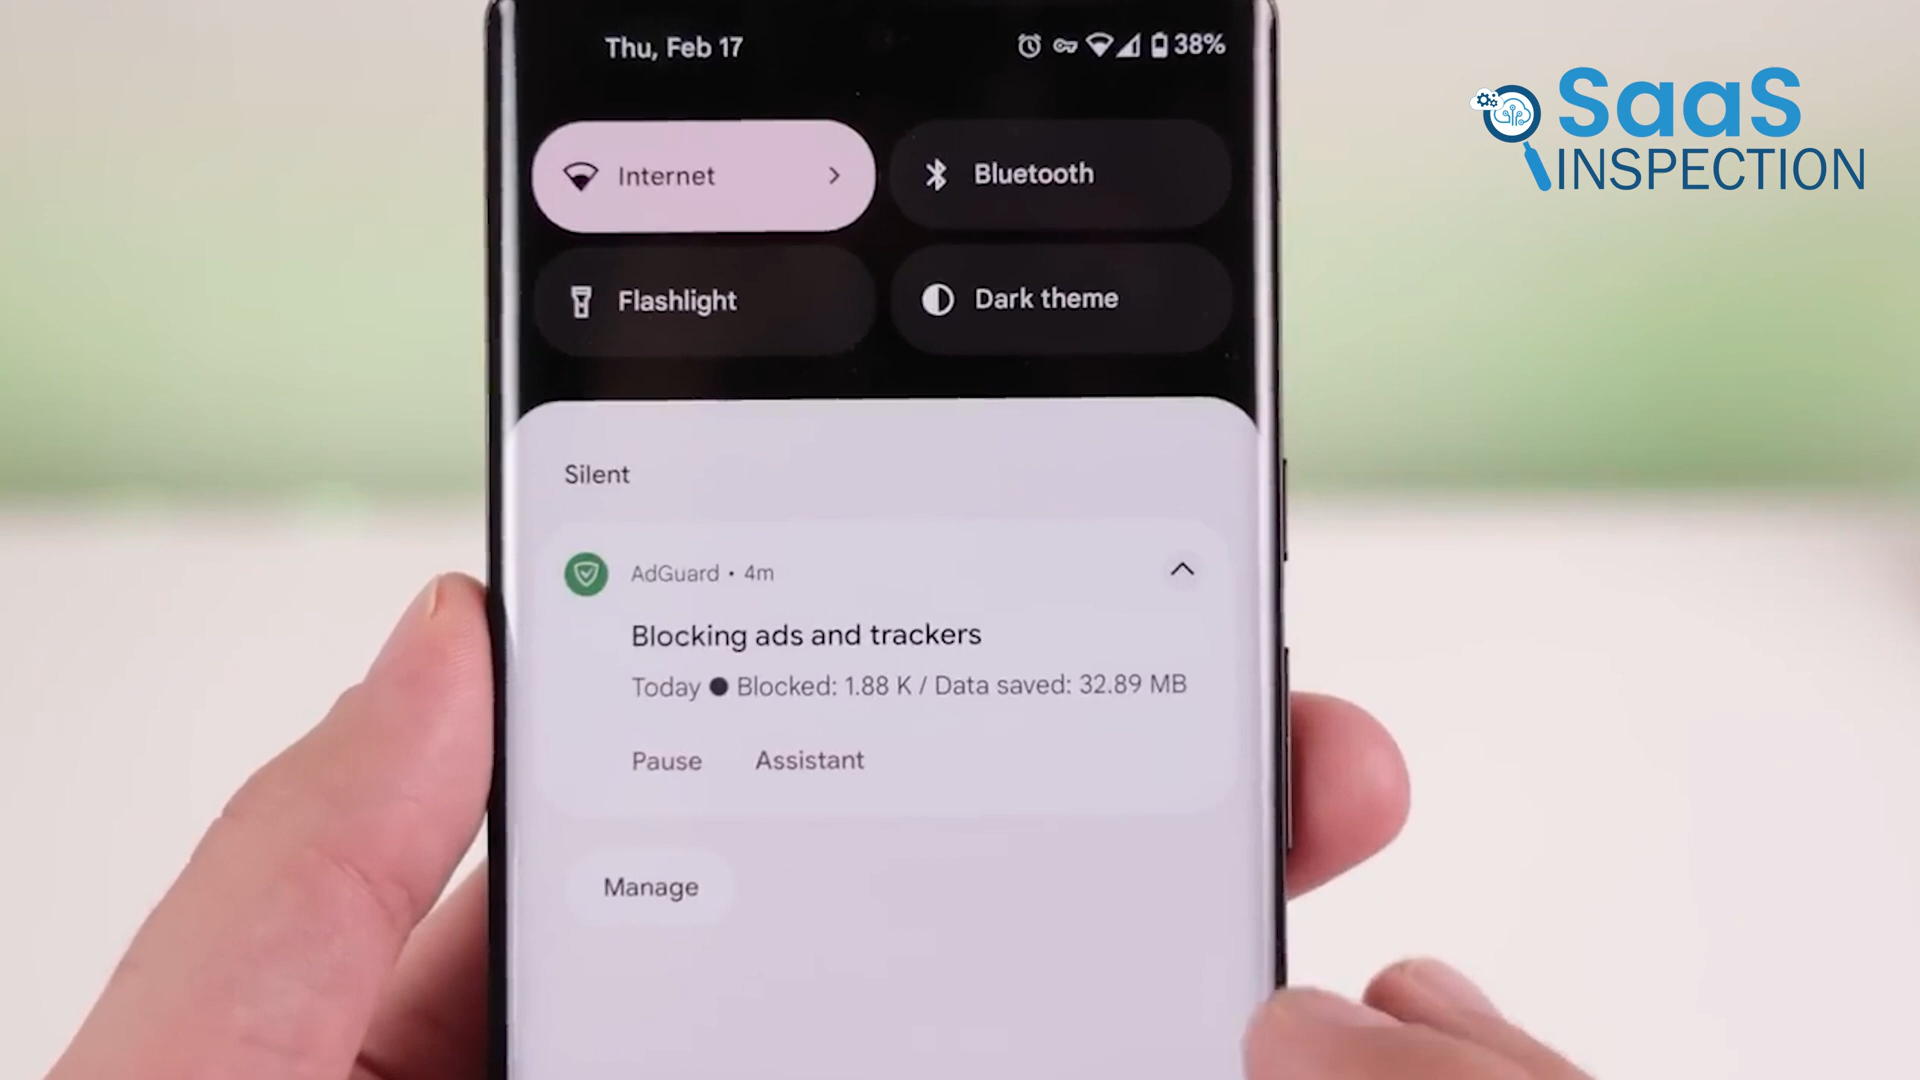 Thu, Feb 17
38%
SaaS
INSPECTION
Internet
Bluetooth
Flashlight
Dark theme
Silent
AdGuard • 4m
Blocking ads and trackers
Today ● Blocked: 1.88 K / Data saved: 32.89 MB
Pause Assistant
Manage